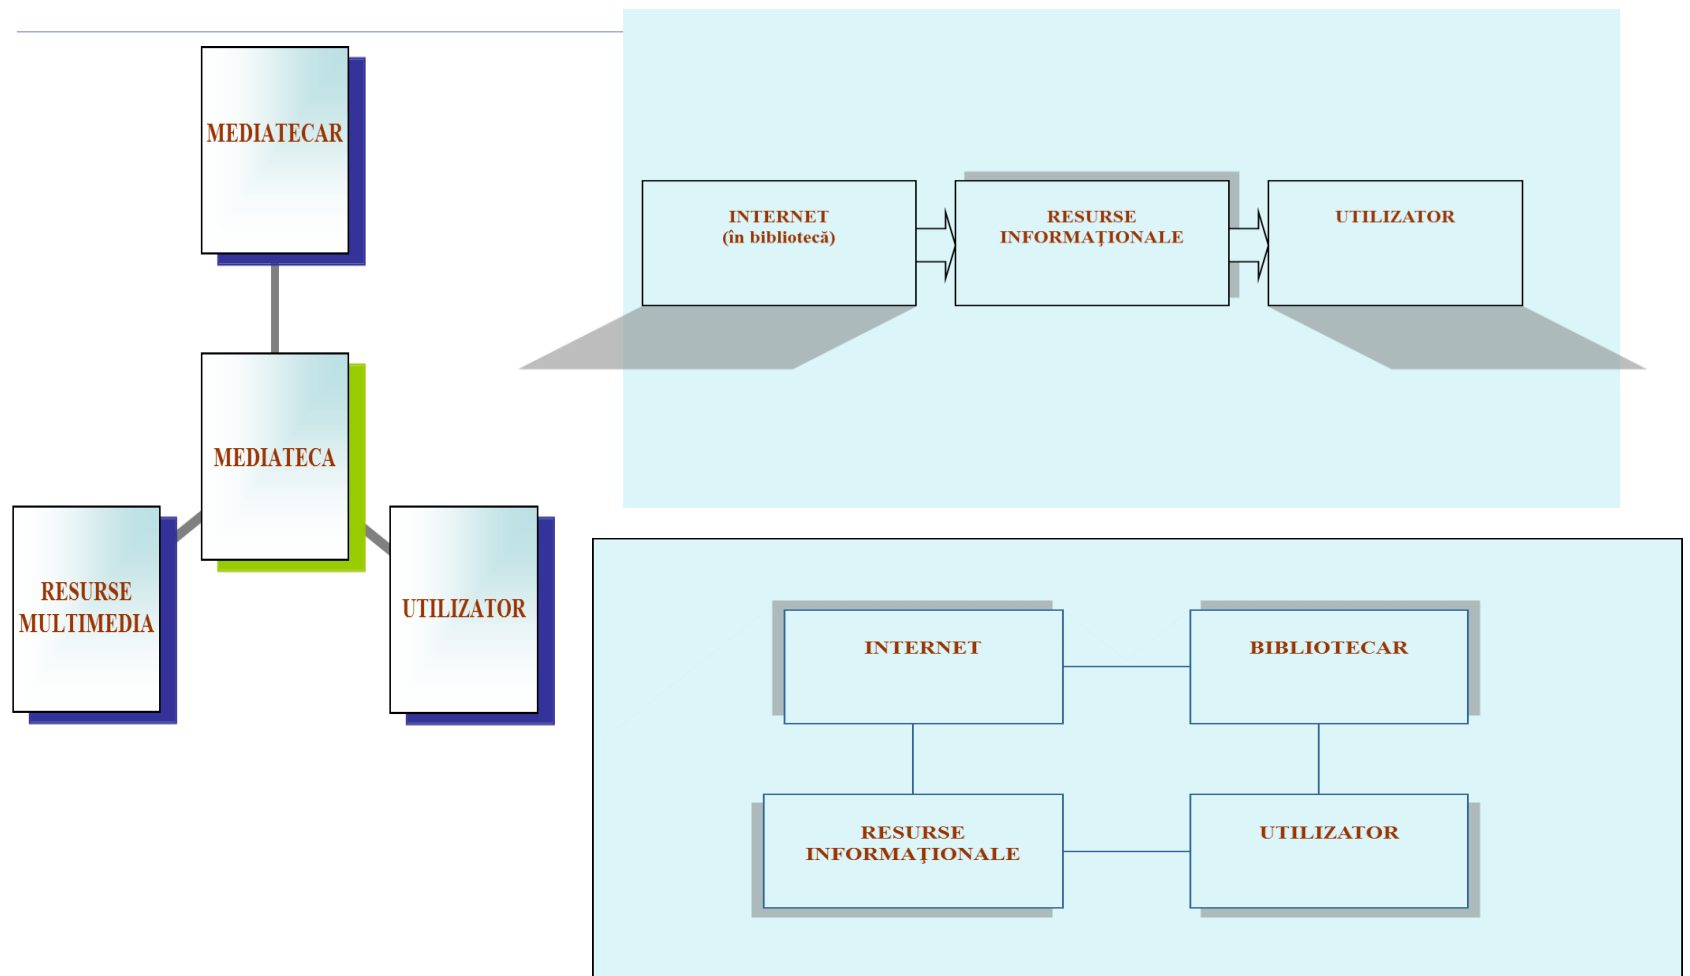 MEDIATECAR
MEDIATECA
RESURSE
MULTIMEDIA
UTILIZATOR
INTERNET
(în bibliotecă)
RESURSE
INFORMAŢIONALE
UTILIZATOR
INTERNET
BIBLIOTECAR
RESURSE
INFORMAŢIONALE
UTILIZATOR